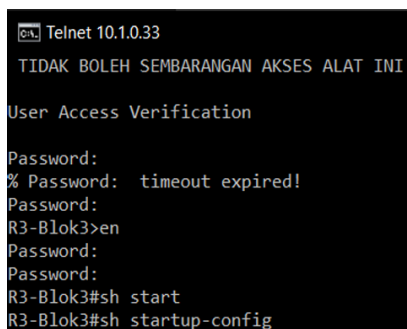 Telnet 10.1.0.33
TIDAK BOLEH SEMBARANGAN AKSES ALAT INI
User Access Verification
Password:
% Password:  timeout expired!
Password:
R3-Blok3>en
Password:
Password:
R3-Blok3#sh start
R3-Blok3#sh startup-config